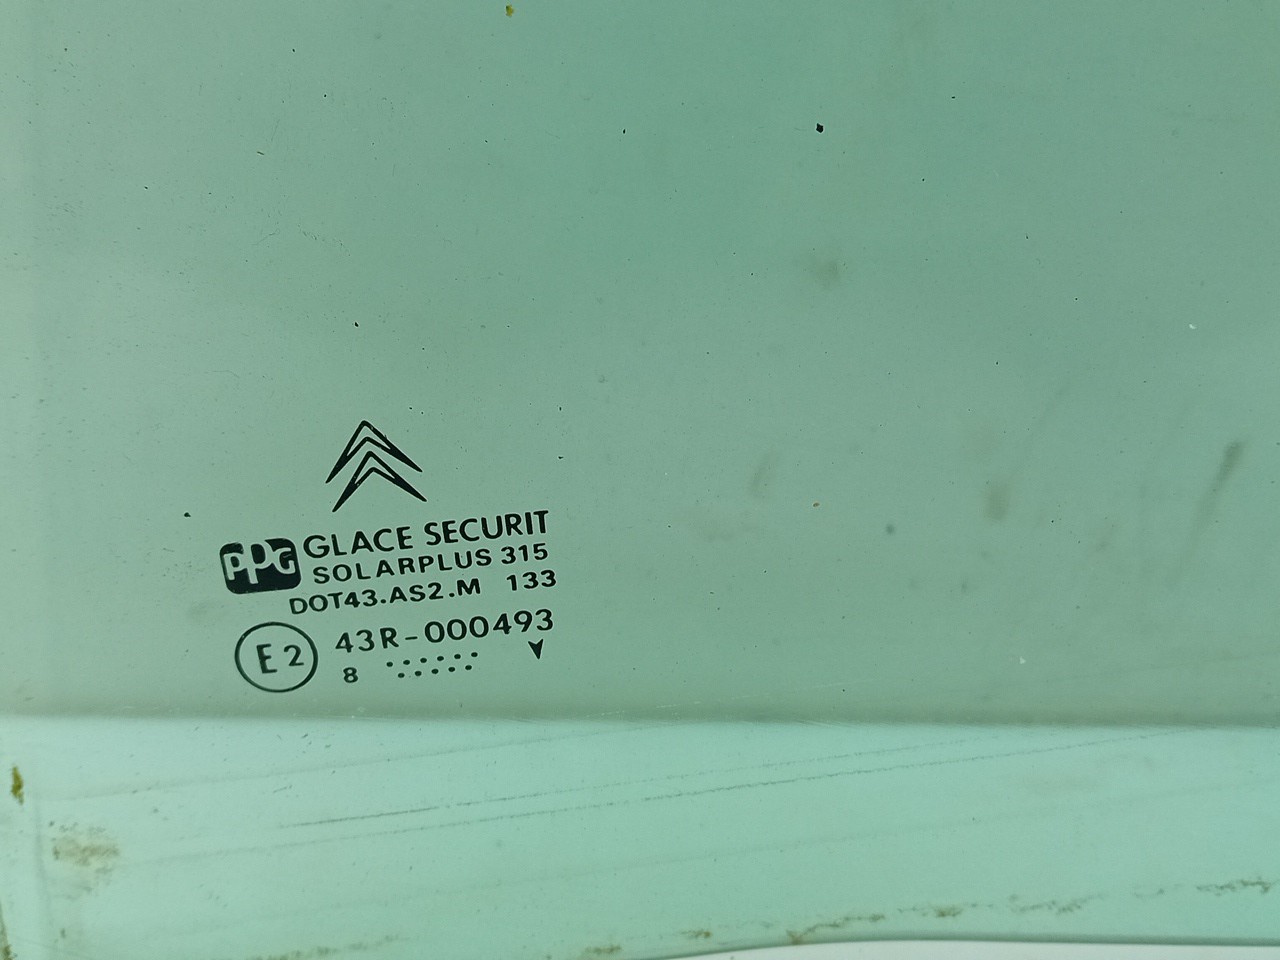 PPG GLACE SECURIT
SOLARPLUS 315
DOT43.AS2.M 133
E2 43R-000493
8